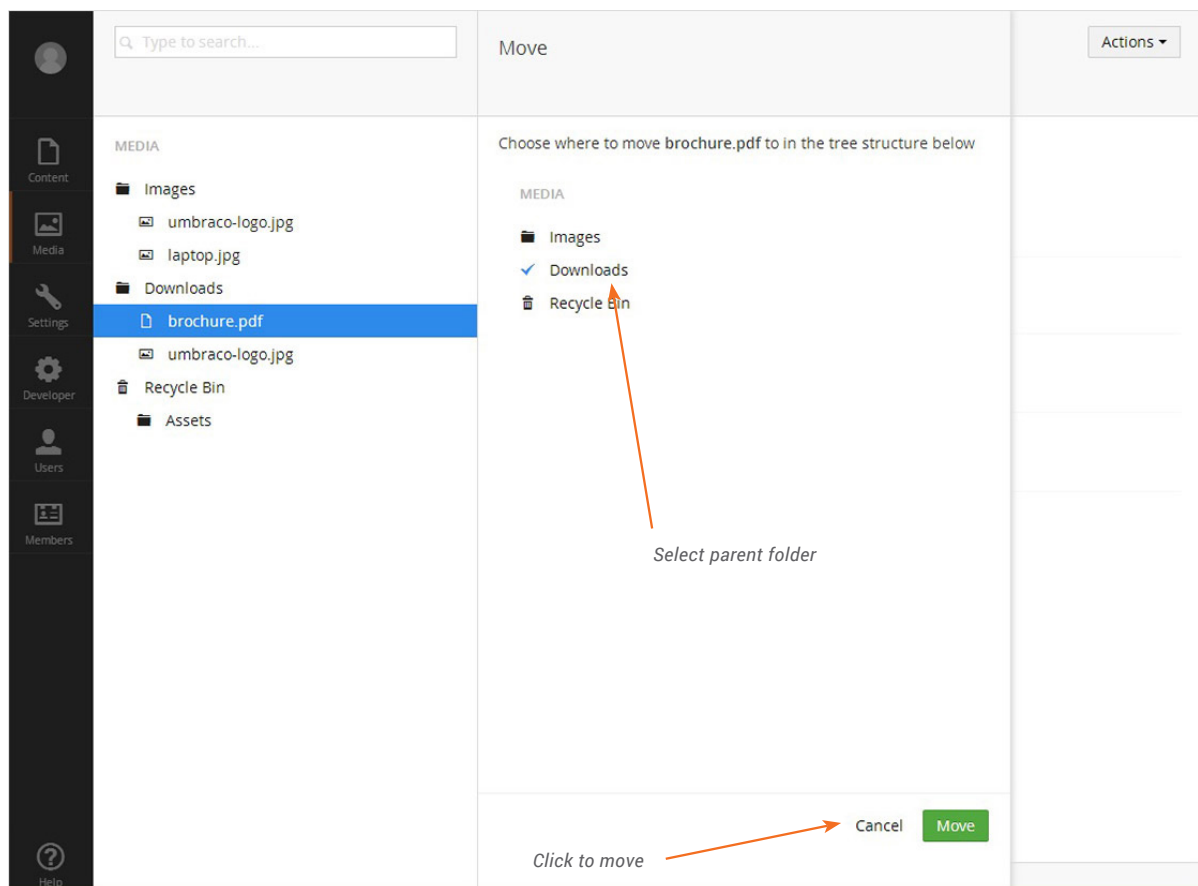 Type to search...
Move
Actions
Content
Media
Settings
Developer
Users
Members
Help
MEDIA
Images
umbraco-logo.jpg
laptop.jpg
Downloads
brochure.pdf
umbraco-logo.jpg
Recycle Bin
Assets
Choose where to move brochure.pdf to in the tree structure below
MEDIA
Images
Downloads
Recycle Bin
Select parent folder
Cancel
Move
Click to move